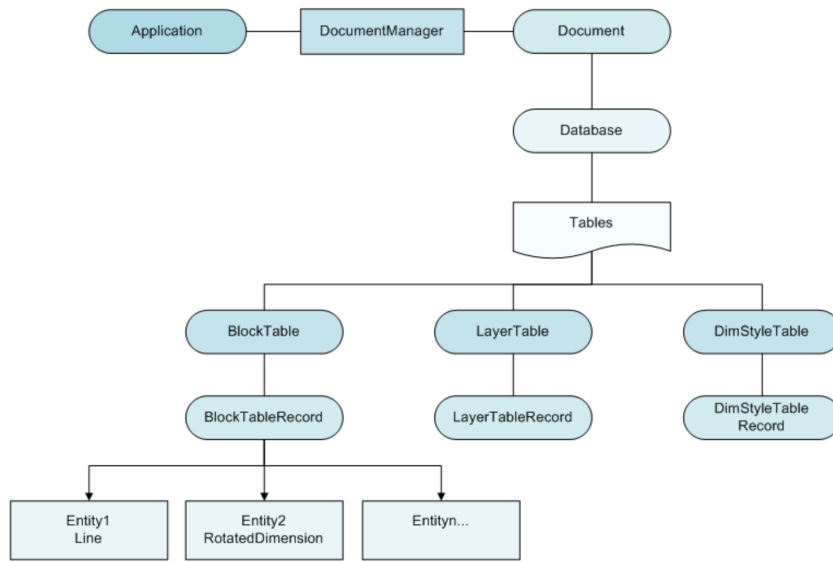 Application
DocumentManager
Document
Database
Tables
BlockTable
LayerTable
DimStyleTable
BlockTableRecord
LayerTableRecord
DimStyleTable
Record
Entity1
Line
Entity2
RotatedDimension
Entityn...